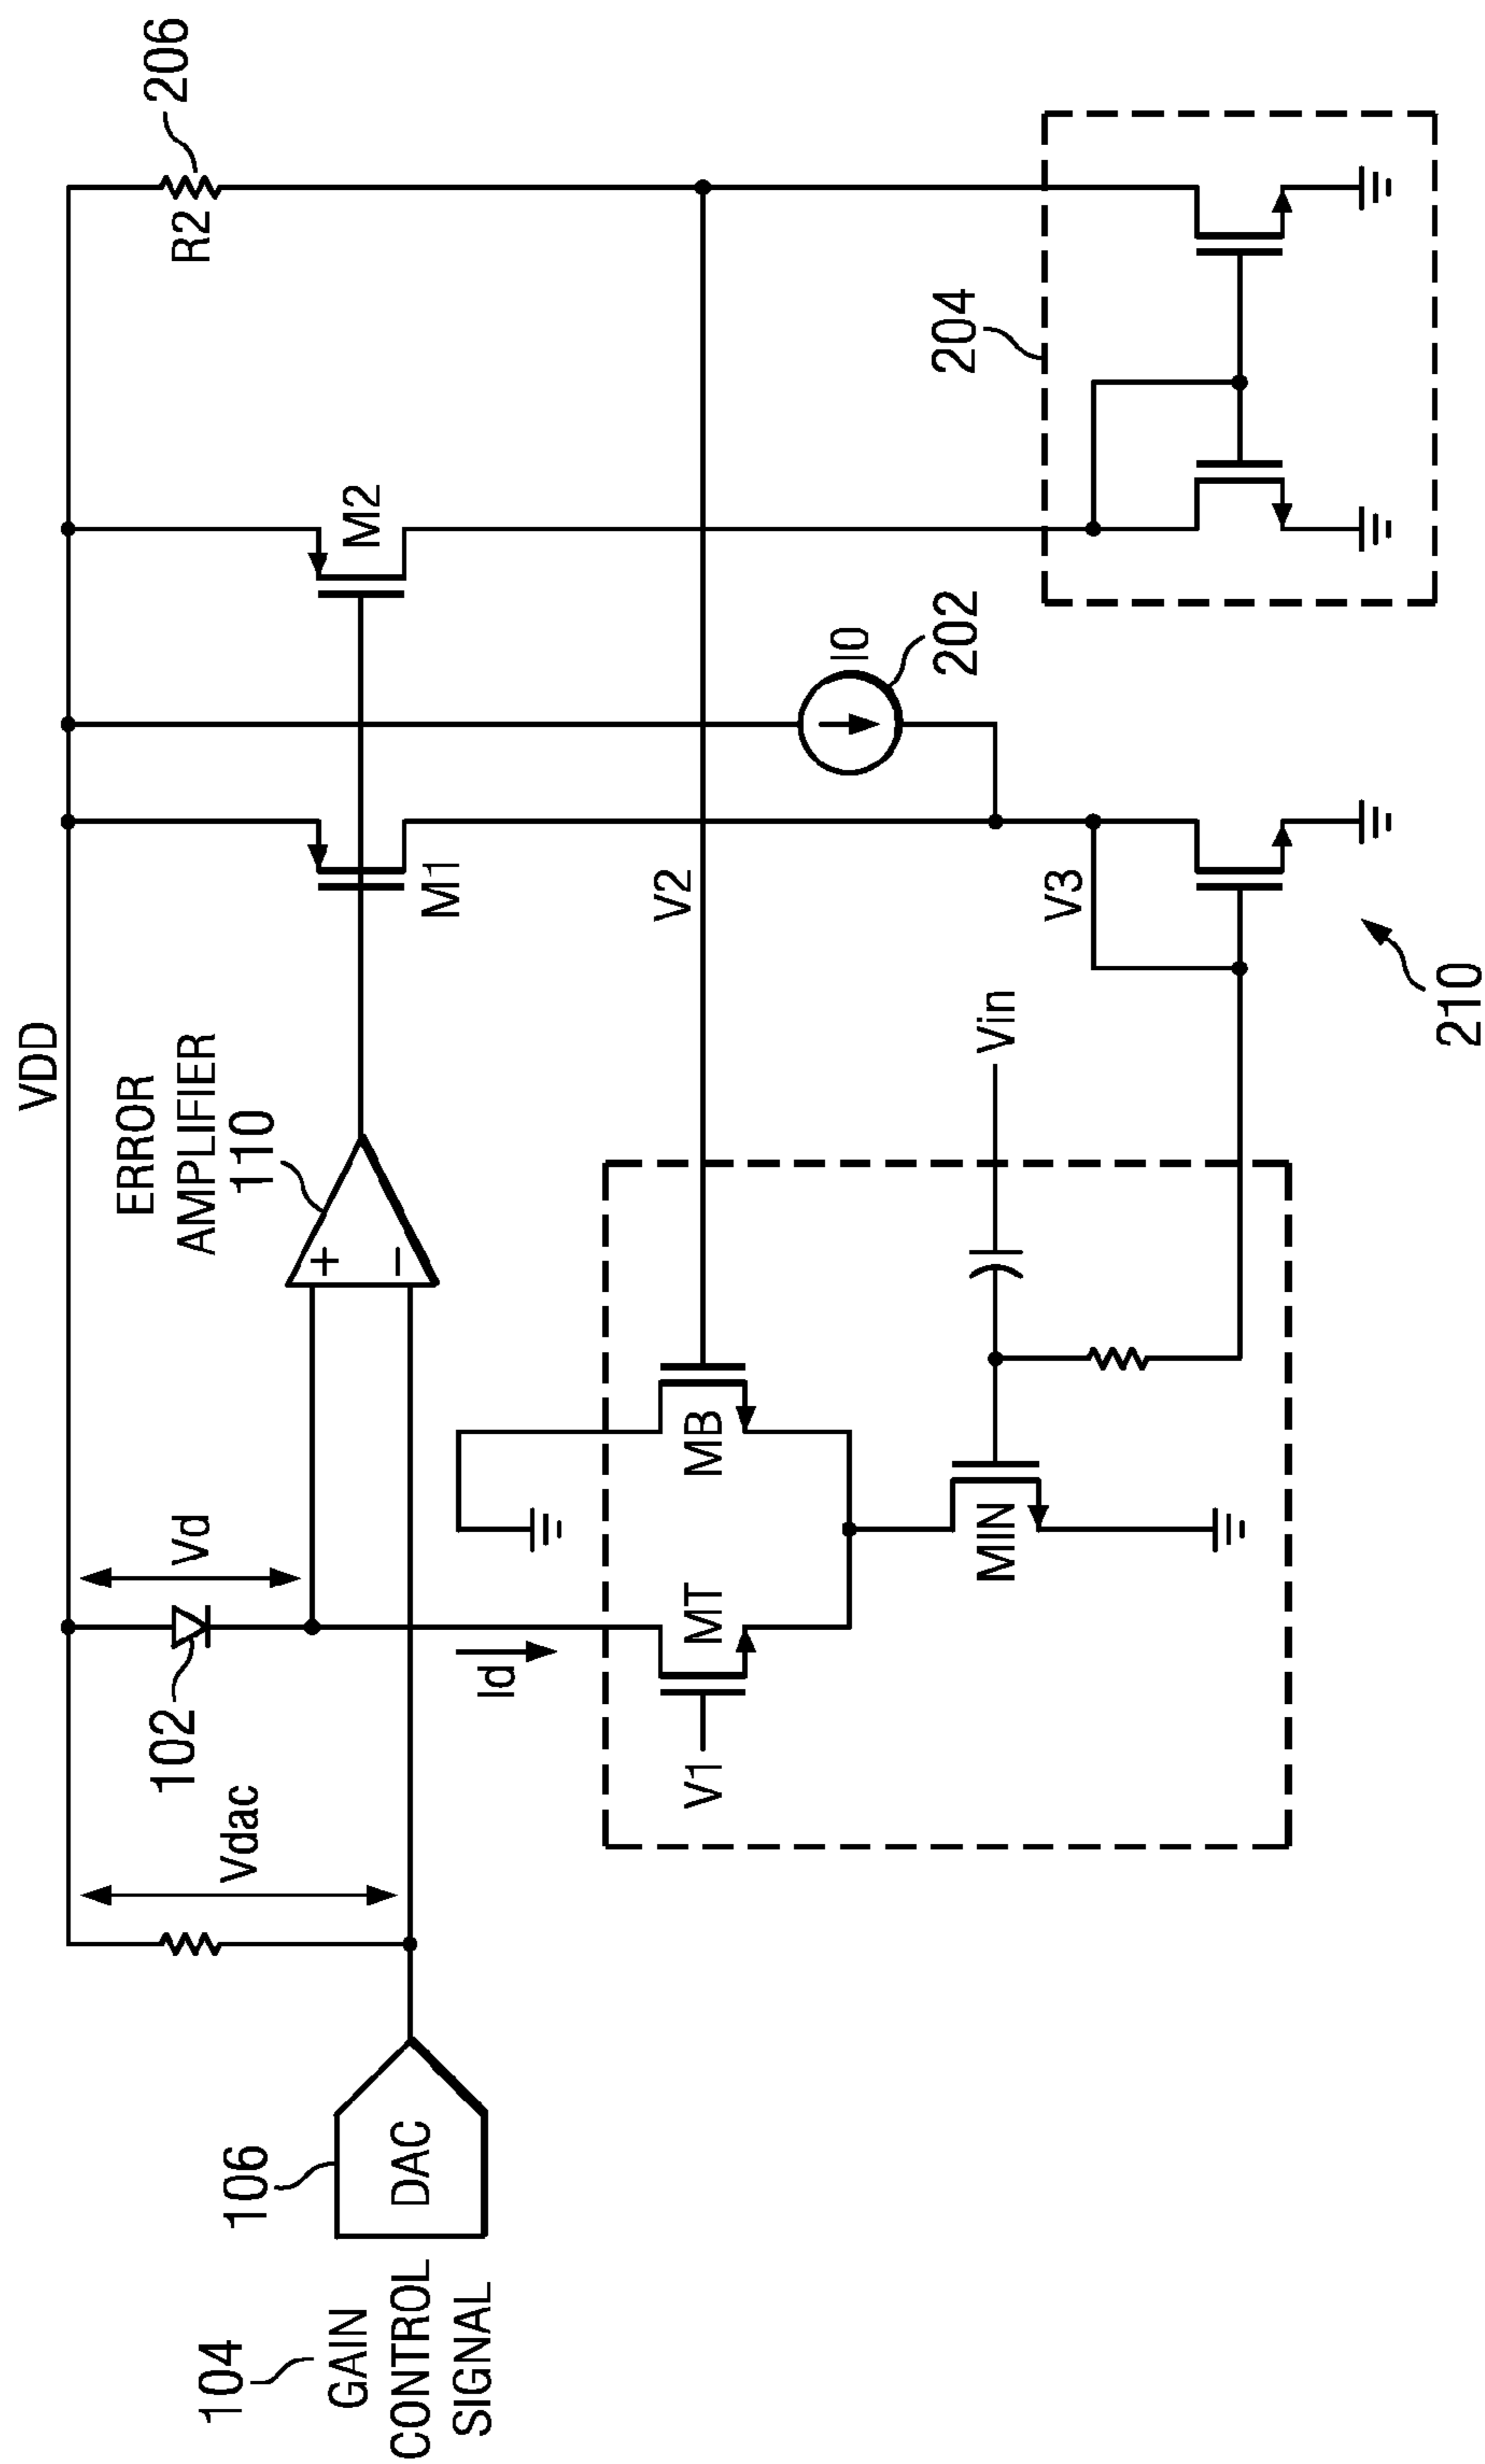 VDD
ERROR
AMPLIFIER
110
+
−
206
R2
M2
M1
Vd
102
Vdac
Id
I0
202
204
V2
V3
210
Vin
MB
MT
V1
MIN
106
DAC
104
GAIN
CONTROL
SIGNAL